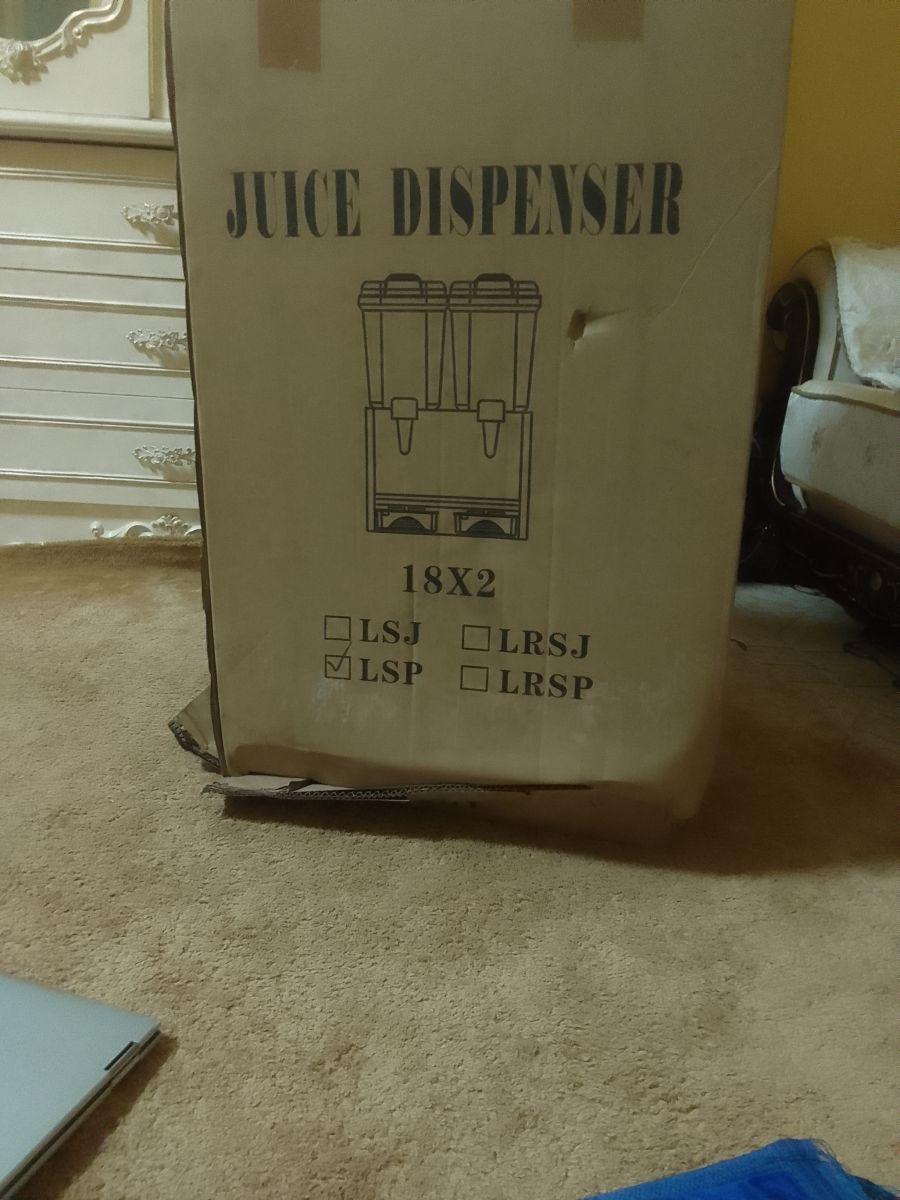 JUICE DISPENSER
18X2
☐ LSJ ☐ LRSJ
☑ LSP ☐ LRSP